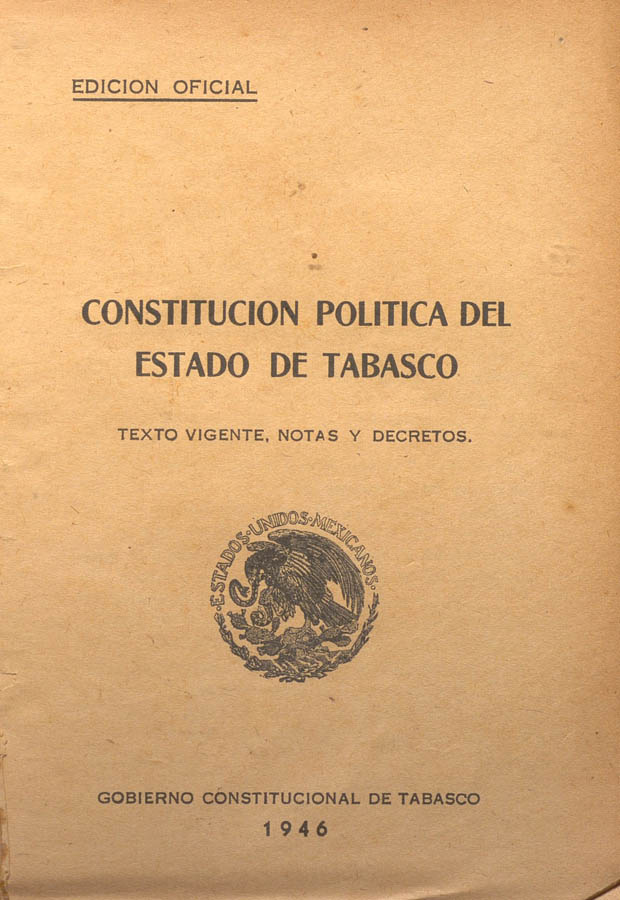 EDICION OFICIAL
CONSTITUCION POLITICA DEL
ESTADO DE TABASCO
TEXTO VIGENTE, NOTAS Y DECRETOS.
ESTADOS·UNIDOS·MEXICANOS·
GOBIERNO CONSTITUCIONAL DE TABASCO
1946